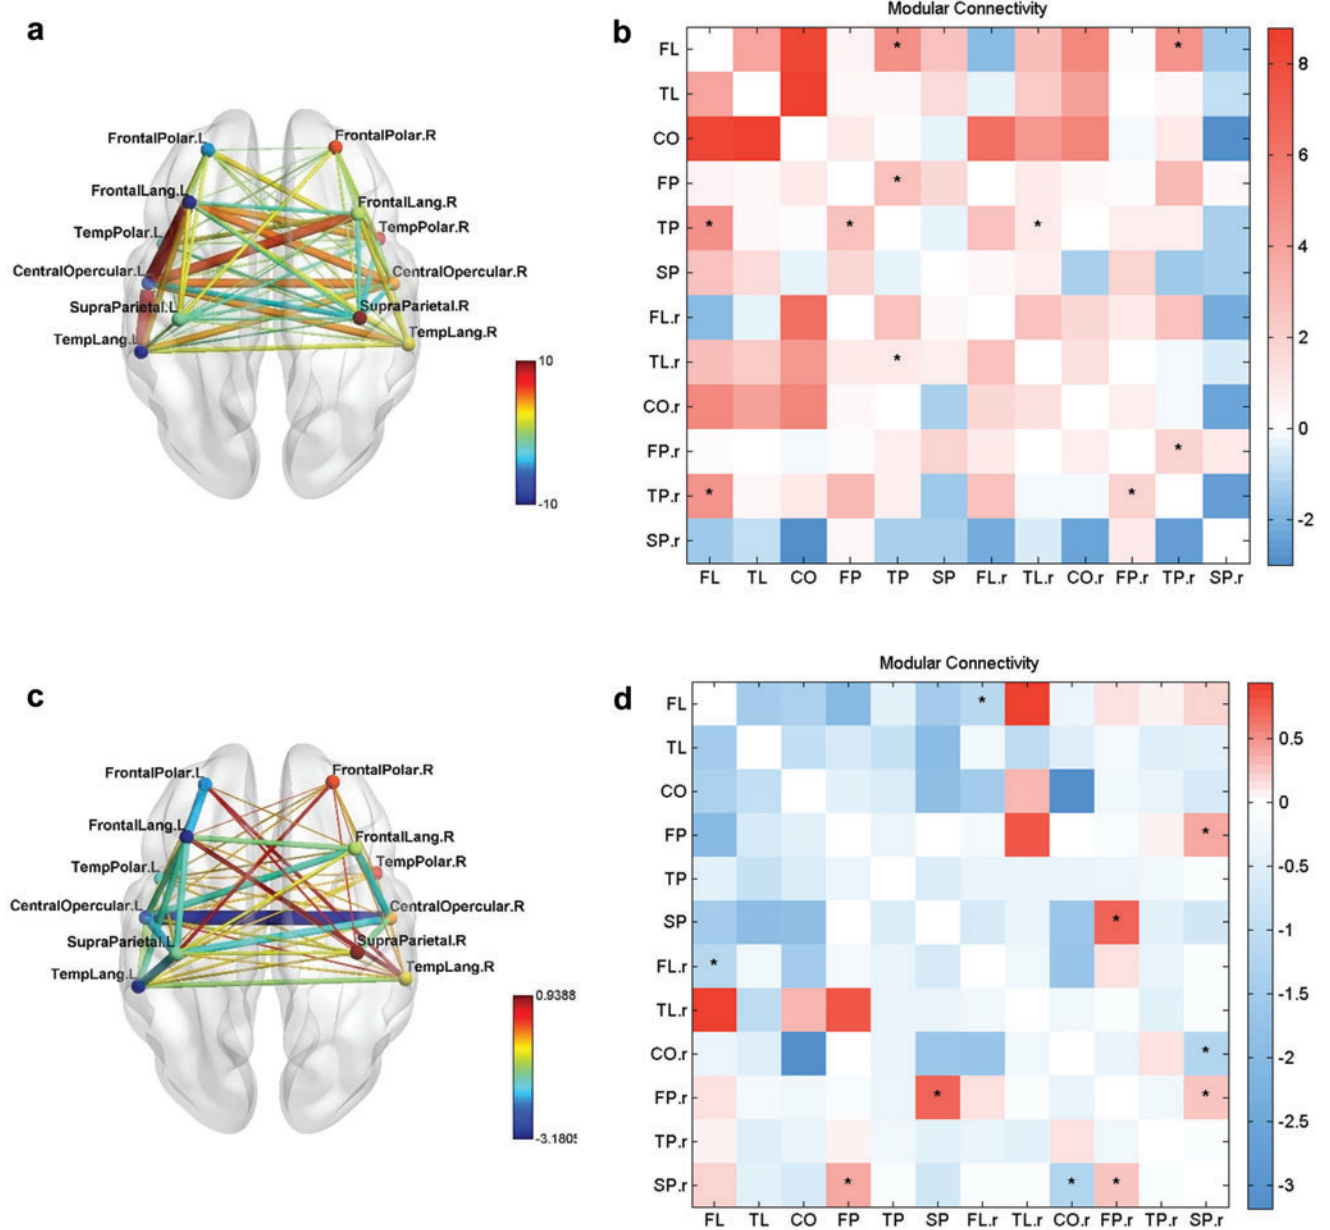 a
FrontalPolar.L
FrontalPolar.R
FrontalLang.L
FrontalLang.R
TempPolar.L
TempPolar.R
CentralOpercular.L
CentralOpercular.R
SupraParietal.L
SupraParietal.R
TempLang.L
TempLang.R
10
-10
b
Modular Connectivity
FL
TL
CO
FP
TP
SP
FL.r
TL.r
CO.r
FP.r
TP.r
SP.r
* *
*
* * *
*
*
* *
FL TL CO FP TP SP FL.r TL.r CO.r FP.r TP.r SP.r
8
6
4
2
0
-2
c
FrontalPolar.L
FrontalPolar.R
FrontalLang.L
FrontalLang.R
TempPolar.L
TempPolar.R
CentralOpercular.L
CentralOpercular.R
SupraParietal.L
SupraParietal.R
TempLang.L
TempLang.R
0.9388
-3.1805
d
Modular Connectivity
FL
TL
CO
FP
TP
SP
FL.r
TL.r
CO.r
FP.r
TP.r
SP.r
*
*
*
*
*
* *
* * *
FL TL CO FP TP SP FL.r TL.r CO.r FP.r TP.r SP.r
0.5
0
-0.5
-1
-1.5
-2
-2.5
-3